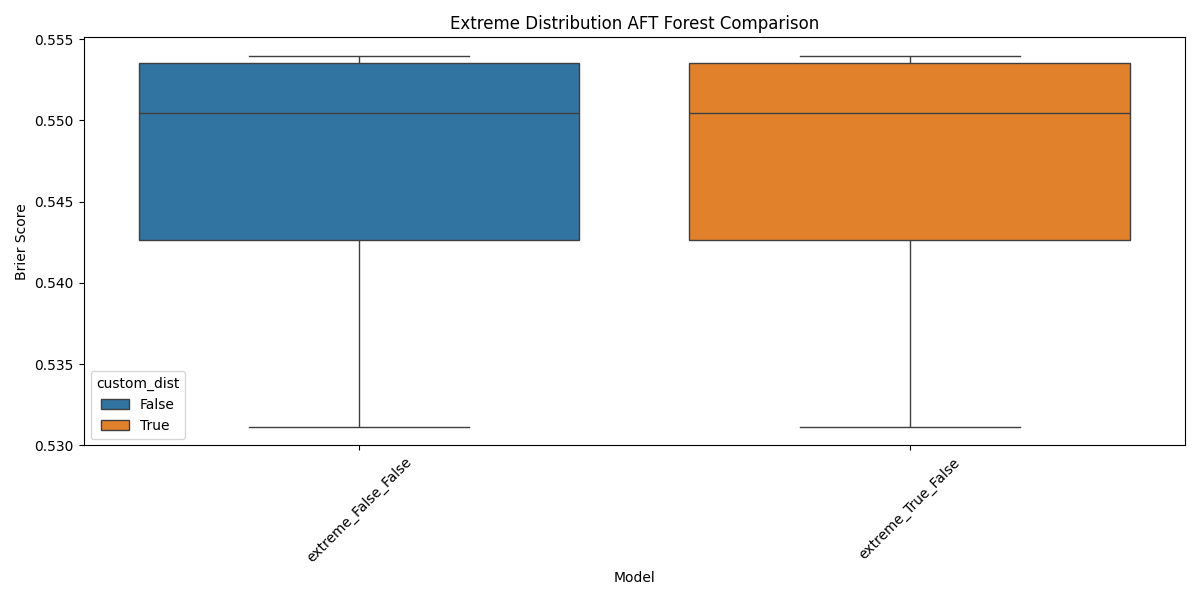 Extreme Distribution AFT Forest Comparison
Brier Score
0.555
0.550
0.545
0.540
0.535
0.530
custom_dist
False
True
extreme_False_False
extreme_True_False
Model